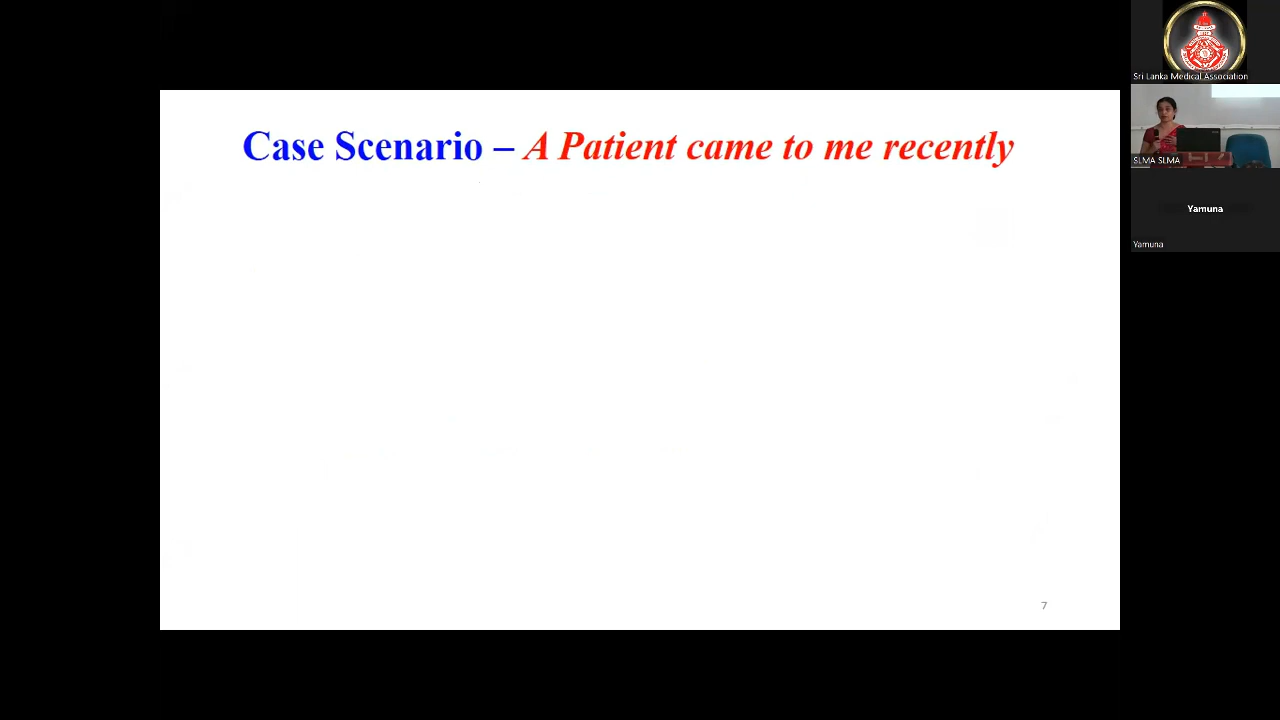 Case Scenario – A Patient came to me recently
7
Sri Lanka Medical Association
SLMA SLMA
Yamuna
Yamuna